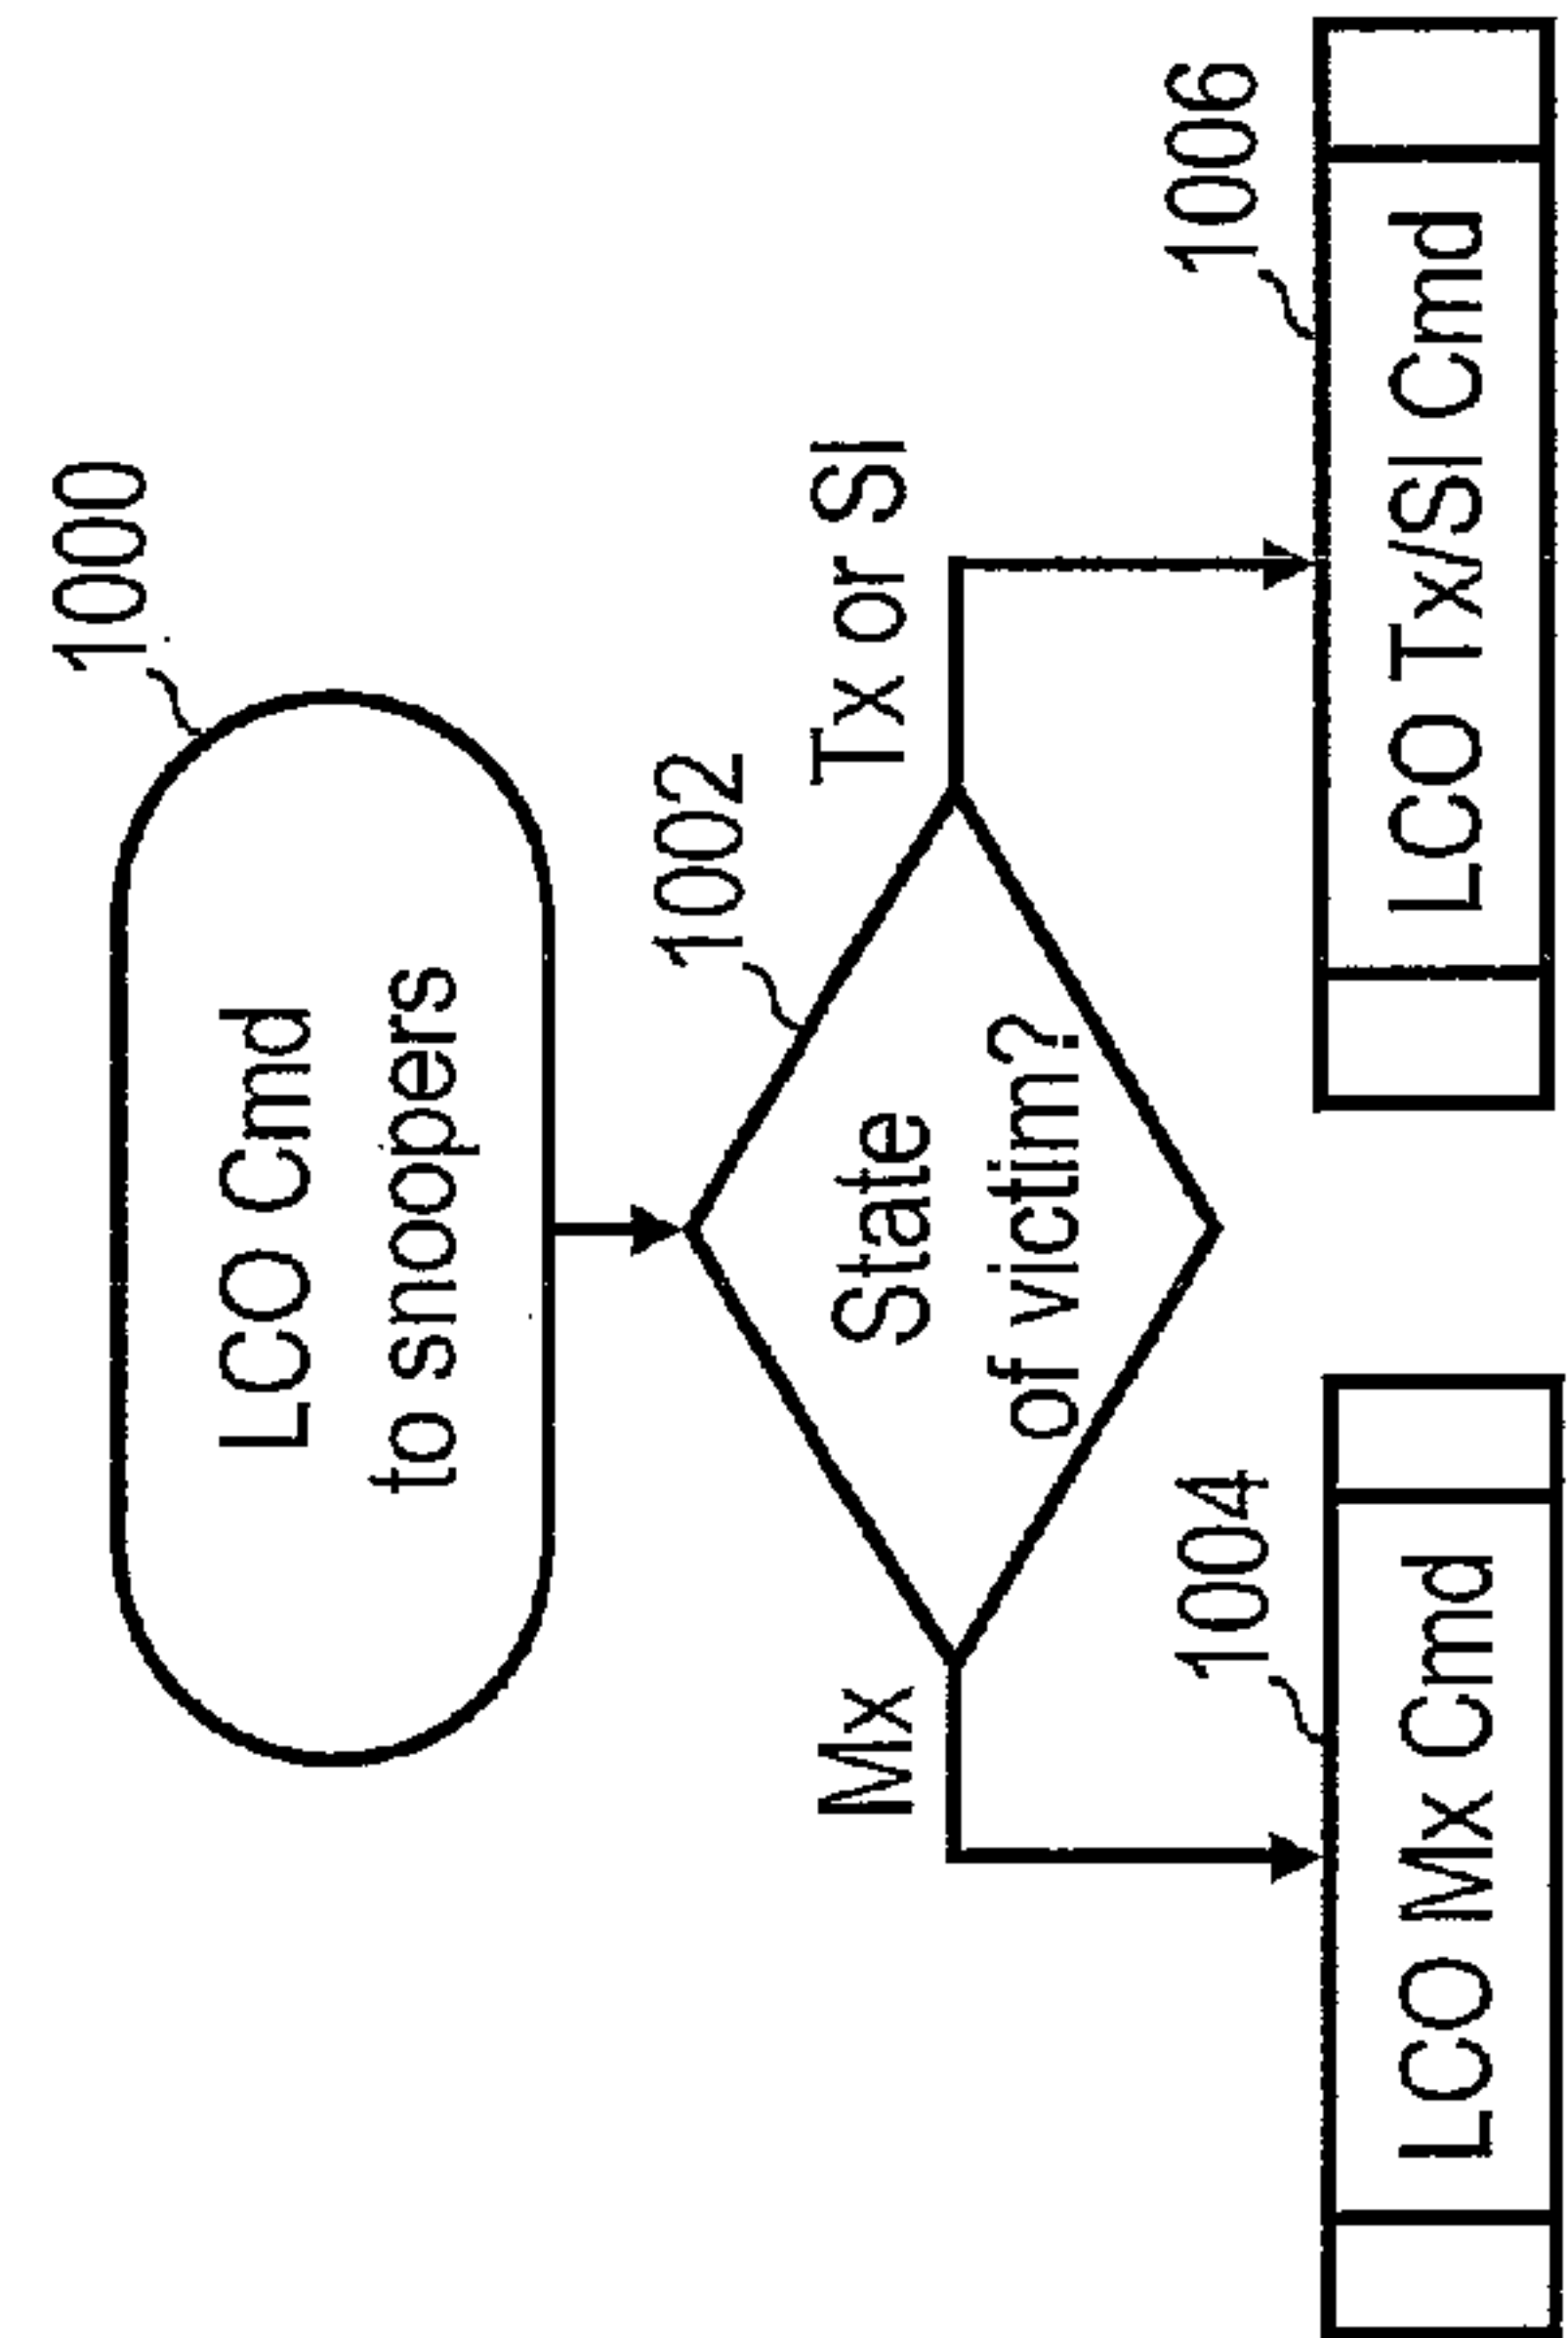 1000
LCO Cmd
to snoopers
1002
State
of victim?
Mx
Tx or SI
1004
LCO Mx Cmd
1006
LCO Tx/SI Cmd